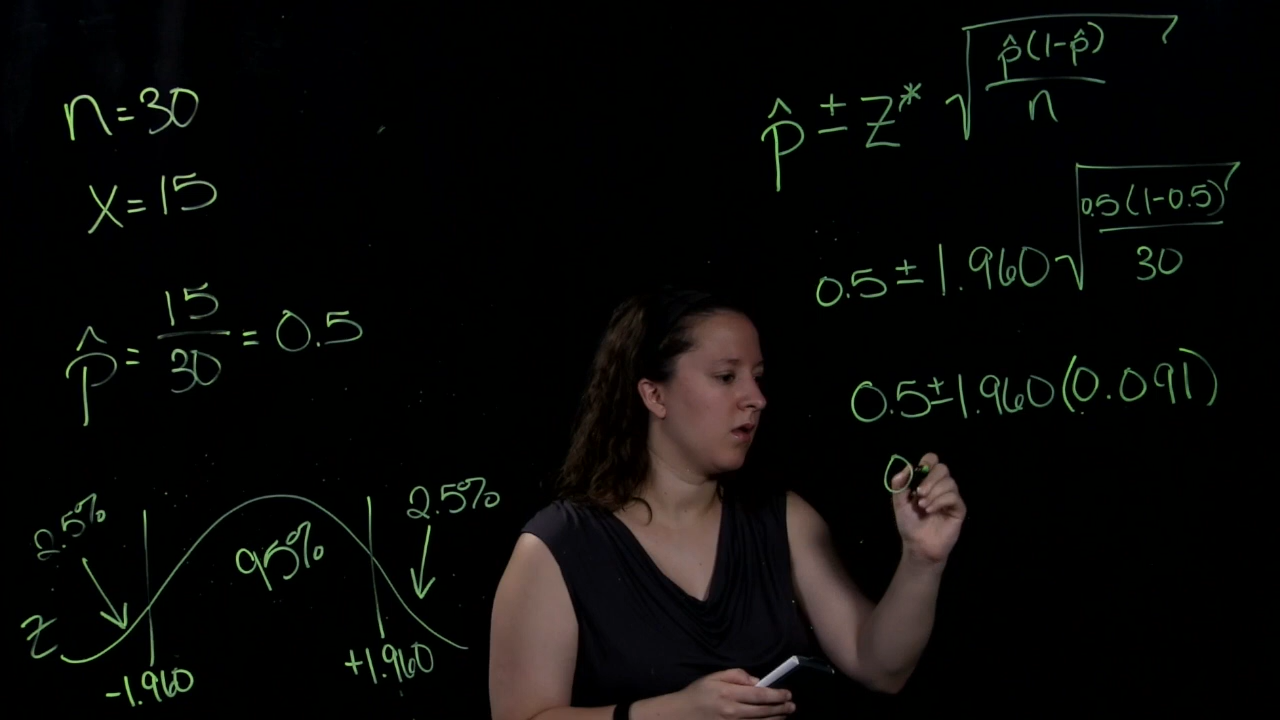 n=30
x=15
p̂ = 15/30 = 0.5
2.5%
95%
2.5%
z
-1.960
+1.960
p̂ ± z* √(p̂(1-p̂)/n)
0.5 ± 1.960 √(0.5(1-0.5)/30)
0.5 ± 1.960(0.091)
0